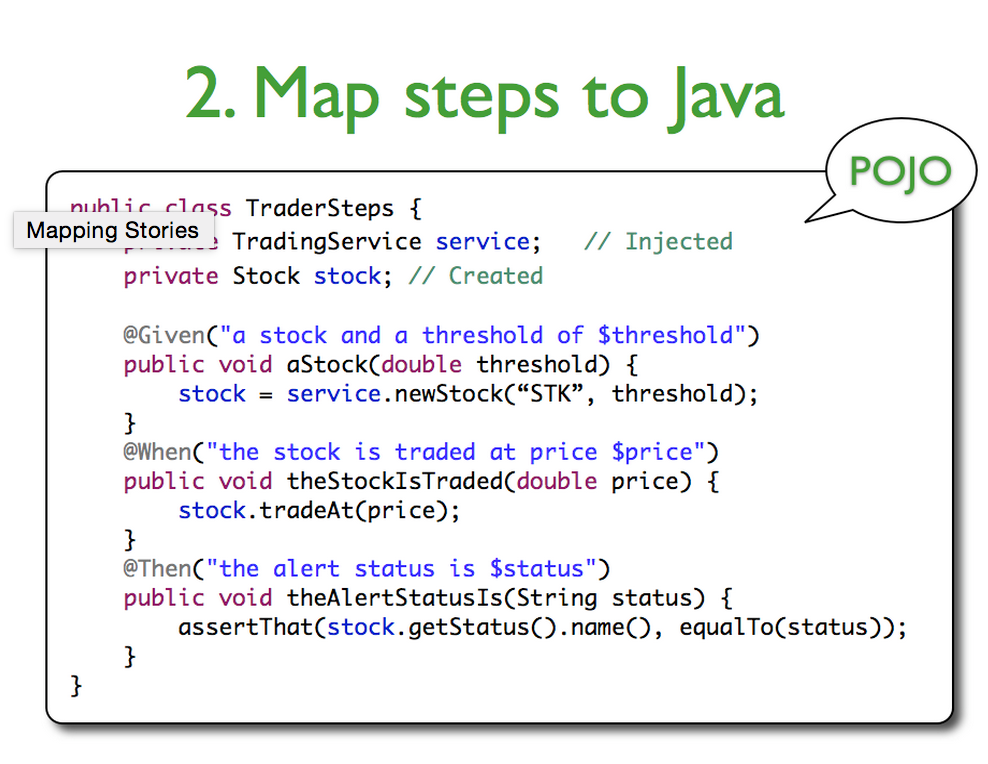 2. Map steps to Java
POJO
public class TraderSteps {
Mapping Stories
private TradingService service;   // Injected
private Stock stock; // Created
@Given("a stock and a threshold of $threshold")
public void aStock(double threshold) {
stock = service.newStock(“STK”, threshold);
}
@When("the stock is traded at price $price")
public void theStockIsTraded(double price) {
stock.tradeAt(price);
}
@Then("the alert status is $status")
public void theAlertStatusIs(String status) {
assertThat(stock.getStatus().name(), equalTo(status));
}
}